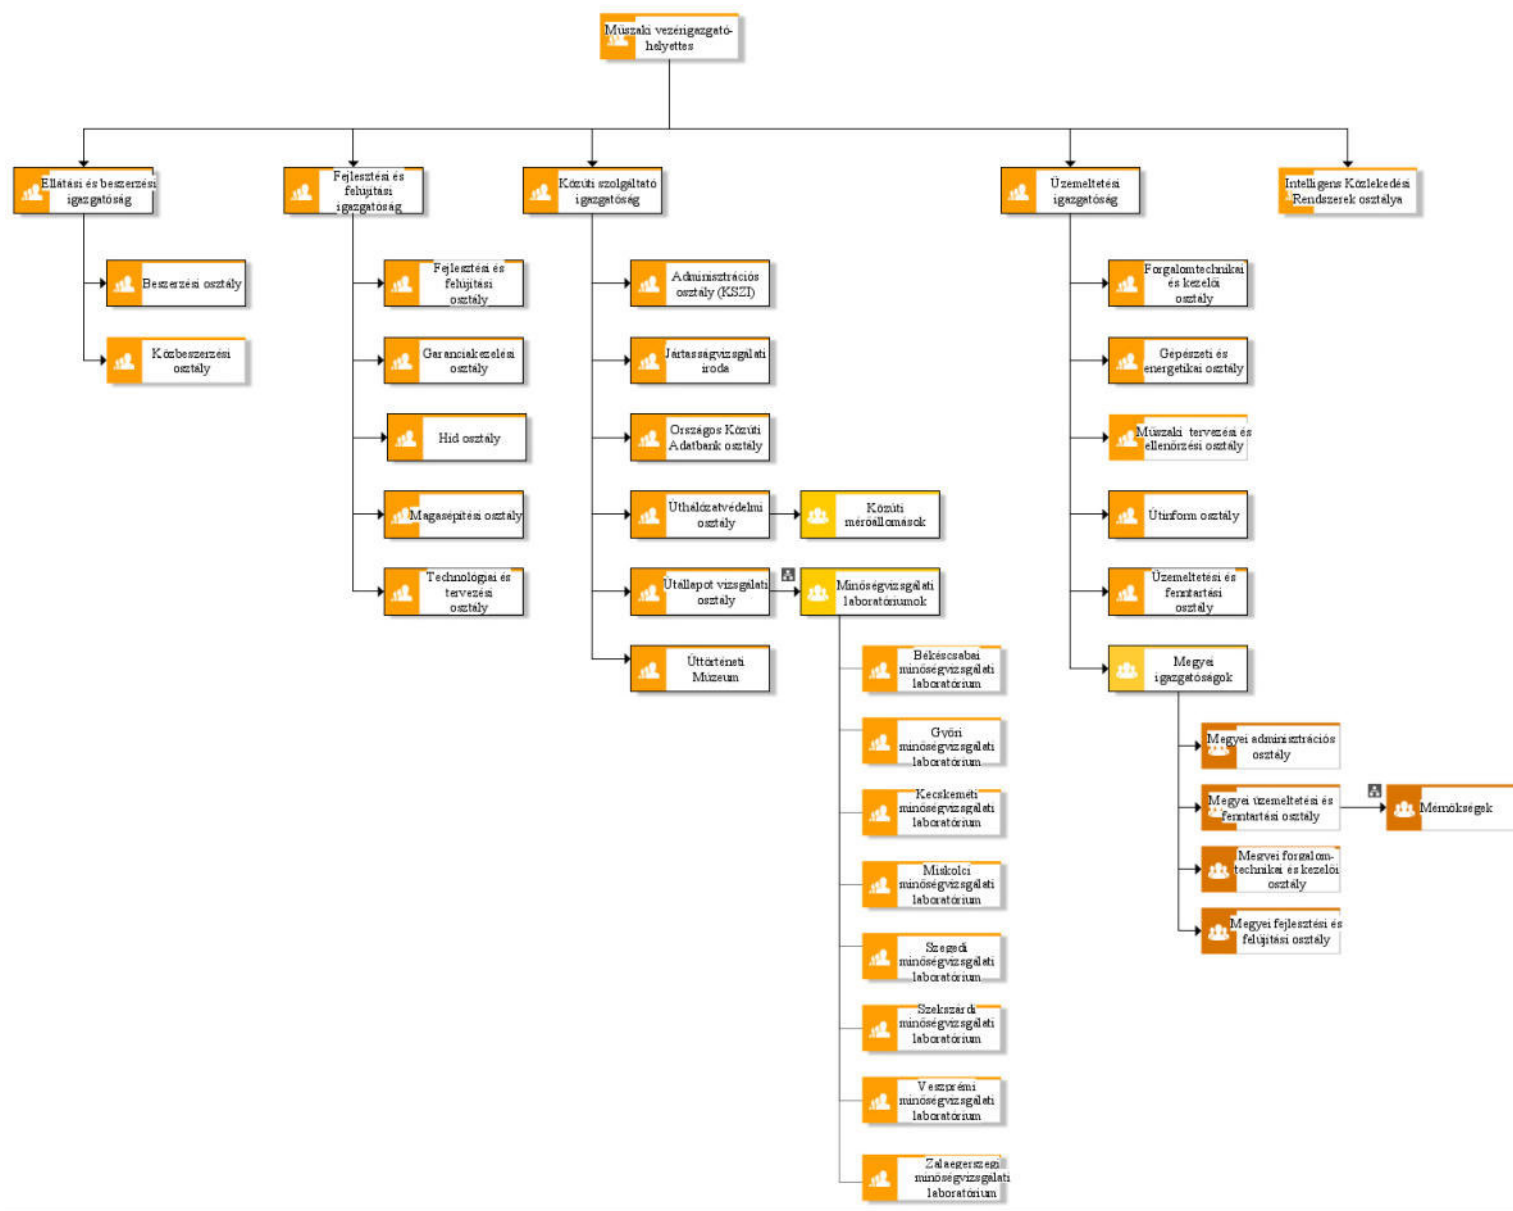 Műszaki vezérigazgató-
helyettes
Ellátási és beszerzési
igazgatóság
Fejlesztési és
felújítási
igazgatóság
Közúti szolgáltató
igazgatóság
Üzemeltetési
igazgatóság
Intelligens Közlekedési
Rendszerek osztálya
Beszerzési osztály
Közbeszerzési
osztály
Fejlesztési és
felújítási
osztály
Garanciakezelési
osztály
Híd osztály
Magasépítési osztály
Technológiai és
tervezési
osztály
Adminisztrációs
osztály (KSZI)
Jártasságvizsgálati
iroda
Országos Közúti
Adatbank osztály
Úthálózatvédelmi
osztály
Közúti
mérőállomások
Útállapot vizsgálati
osztály
Minőségvizsgálati
laboratóriumok
Úttörténeti
Múzeum
Békéscsabai
minőségvizsgálati
laboratórium
Győri
minőségvizsgálati
laboratórium
Kecskeméti
minőségvizsgálati
laboratórium
Miskolci
minőségvizsgálati
laboratórium
Szegedi
minőségvizsgálati
laboratórium
Szekszárdi
minőségvizsgálati
laboratórium
Veszprémi
minőségvizsgálati
laboratórium
Zalaegerszegi
minőségvizsgálati
laboratórium
Forgalomtechnikai
és kezelői
osztály
Gépészeti és
energetikai osztály
Műszaki tervezési és
ellenőrzési osztály
Útinform osztály
Üzemeltetési és
fenntartási
osztály
Megyei
igazgatóságok
Megyei adminisztrációs
osztály
Megyei üzemeltetési és
fenntartási osztály
Mérnökségek
Megyei forgalom-
technikai és kezelői
osztály
Megyei fejlesztési és
felújítási osztály